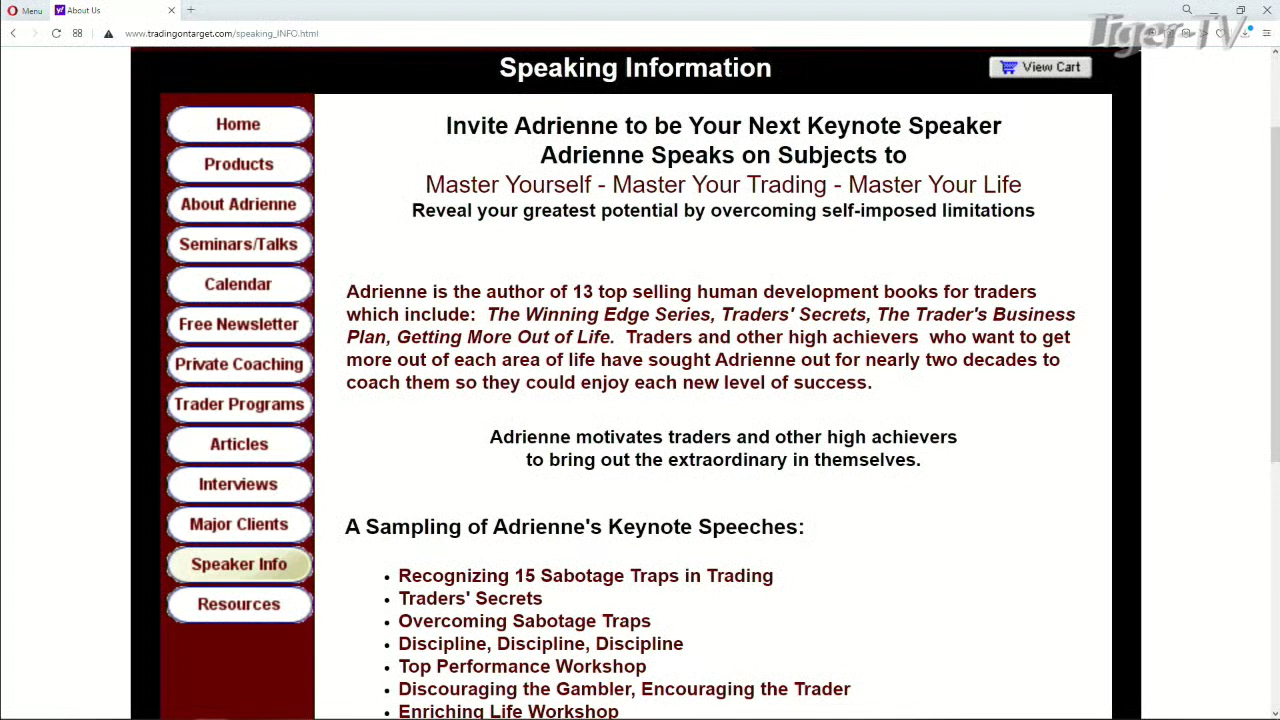 Menu
About Us
www.tradingontarget.com/speaking_INFO.html
Tiger-TV
Speaking Information
View Cart
Home
Products
About Adrienne
Seminars/Talks
Calendar
Free Newsletter
Private Coaching
Trader Programs
Articles
Interviews
Major Clients
Speaker Info
Resources
Invite Adrienne to be Your Next Keynote Speaker
Adrienne Speaks on Subjects to
Master Yourself - Master Your Trading - Master Your Life
Reveal your greatest potential by overcoming self-imposed limitations
Adrienne is the author of 13 top selling human development books for traders
which include: The Winning Edge Series, Traders' Secrets, The Trader's Business
Plan, Getting More Out of Life. Traders and other high achievers who want to get
more out of each area of life have sought Adrienne out for nearly two decades to
coach them so they could enjoy each new level of success.
Adrienne motivates traders and other high achievers
to bring out the extraordinary in themselves.
A Sampling of Adrienne's Keynote Speeches:
• Recognizing 15 Sabotage Traps in Trading
• Traders' Secrets
• Overcoming Sabotage Traps
• Discipline, Discipline, Discipline
• Top Performance Workshop
• Discouraging the Gambler, Encouraging the Trader
• Enriching Life Workshop